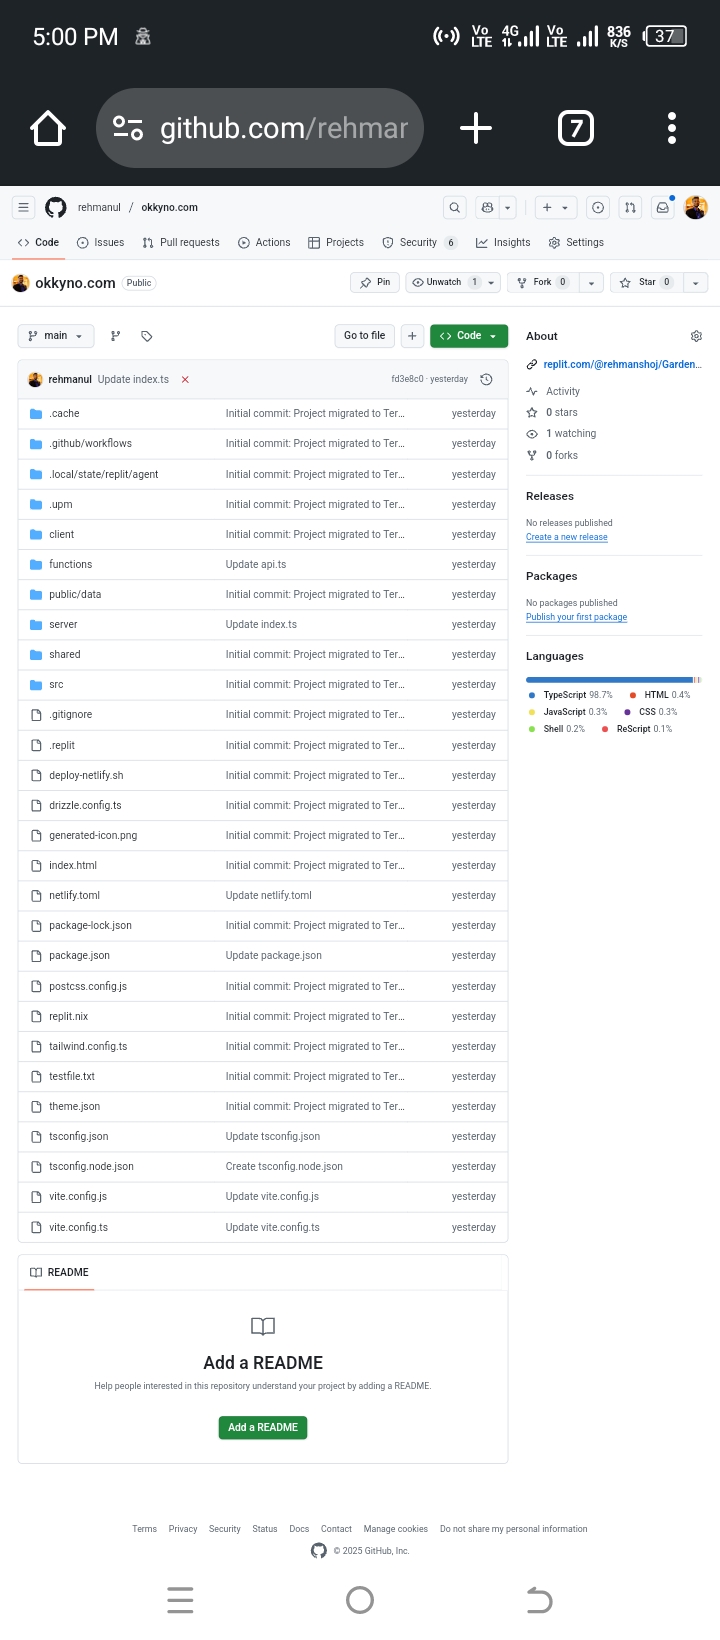 5:00 PM Vo LTE 4G Vo LTE 836 K/S 37
github.com/rehmar 7
rehmanul / okkyno.com
Code Issues Pull requests Actions Projects Security 6 Insights Settings
okkyno.com Public Pin Unwatch 1 Fork 0 Star 0
main Go to file Code
rehmanul Update index.ts fd3e8c0 · yesterday
.cache Initial commit: Project migrated to Ter... yesterday
.github/workflows Initial commit: Project migrated to Ter... yesterday
.local/state/replit/agent Initial commit: Project migrated to Ter... yesterday
.upm Initial commit: Project migrated to Ter... yesterday
client Initial commit: Project migrated to Ter... yesterday
functions Update api.ts yesterday
public/data Initial commit: Project migrated to Ter... yesterday
server Update index.ts yesterday
shared Initial commit: Project migrated to Ter... yesterday
src Initial commit: Project migrated to Ter... yesterday
.gitignore Initial commit: Project migrated to Ter... yesterday
.replit Initial commit: Project migrated to Ter... yesterday
deploy-netlify.sh Initial commit: Project migrated to Ter... yesterday
drizzle.config.ts Initial commit: Project migrated to Ter... yesterday
generated-icon.png Initial commit: Project migrated to Ter... yesterday
index.html Initial commit: Project migrated to Ter... yesterday
netlify.toml Update netlify.toml yesterday
package-lock.json Initial commit: Project migrated to Ter... yesterday
package.json Update package.json yesterday
postcss.config.js Initial commit: Project migrated to Ter... yesterday
replit.nix Initial commit: Project migrated to Ter... yesterday
tailwind.config.ts Initial commit: Project migrated to Ter... yesterday
testfile.txt Initial commit: Project migrated to Ter... yesterday
theme.json Initial commit: Project migrated to Ter... yesterday
tsconfig.json Update tsconfig.json yesterday
tsconfig.node.json Create tsconfig.node.json yesterday
vite.config.js Update vite.config.js yesterday
vite.config.ts Update vite.config.ts yesterday
README
Add a README
Help people interested in this repository understand your project by adding a README.
Add a README
About
replit.com/@rehmanshoj/Garden...
Activity
0 stars
1 watching
0 forks
Releases
No releases published
Create a new release
Packages
No packages published
Publish your first package
Languages
TypeScript 98.7% HTML 0.4%
JavaScript 0.3% CSS 0.3%
Shell 0.2% ReScript 0.1%
Terms Privacy Security Status Docs Contact Manage cookies Do not share my personal information
© 2025 GitHub, Inc.